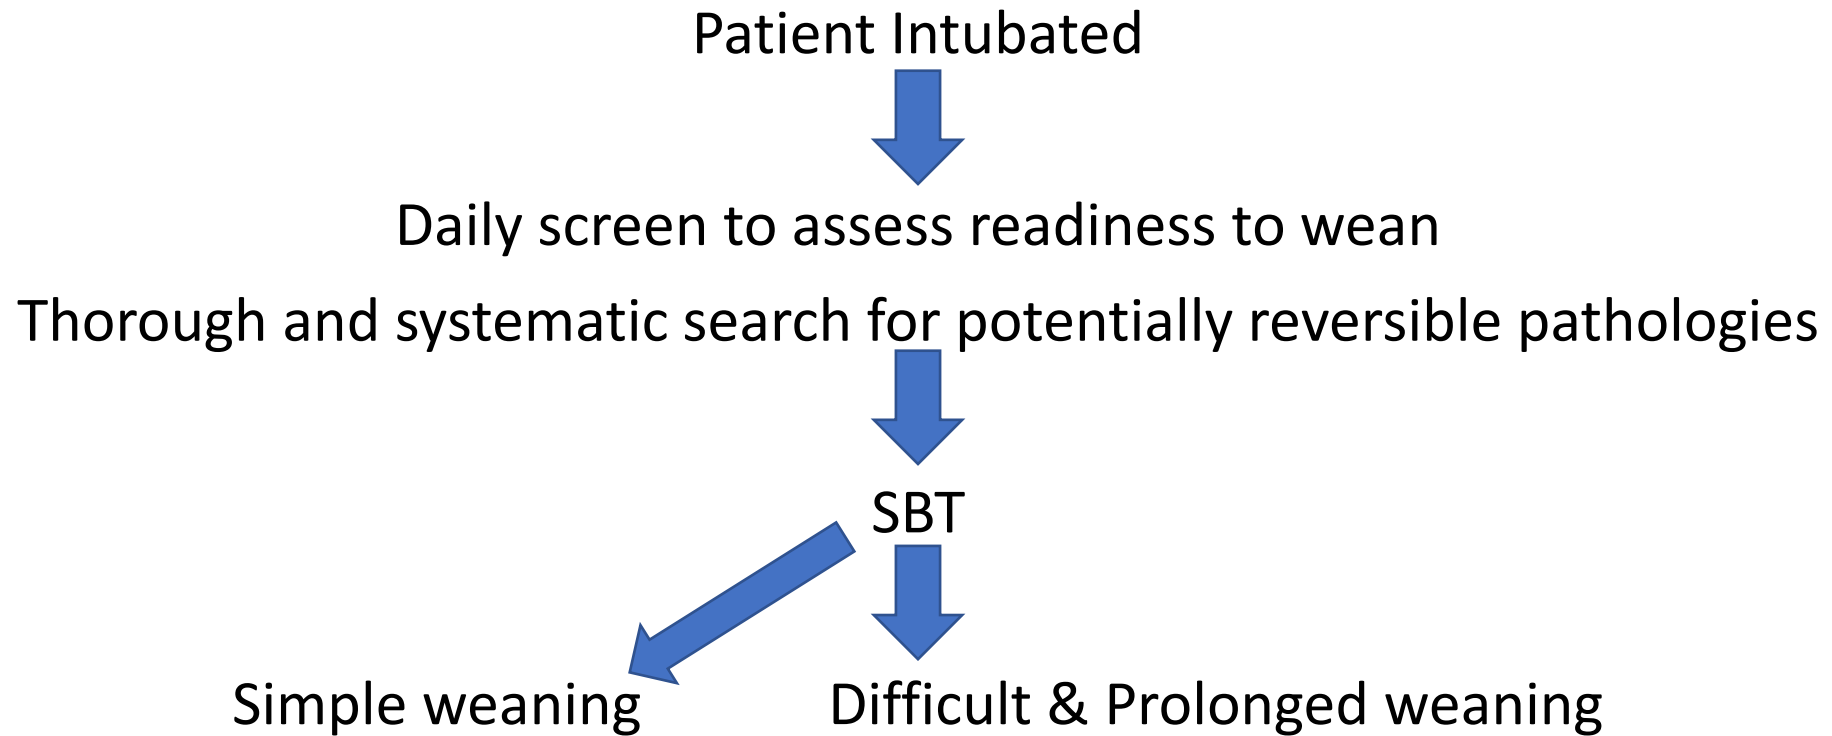 Patient Intubated
Daily screen to assess readiness to wean
Thorough and systematic search for potentially reversible pathologies
SBT
Simple weaning
Difficult & Prolonged weaning